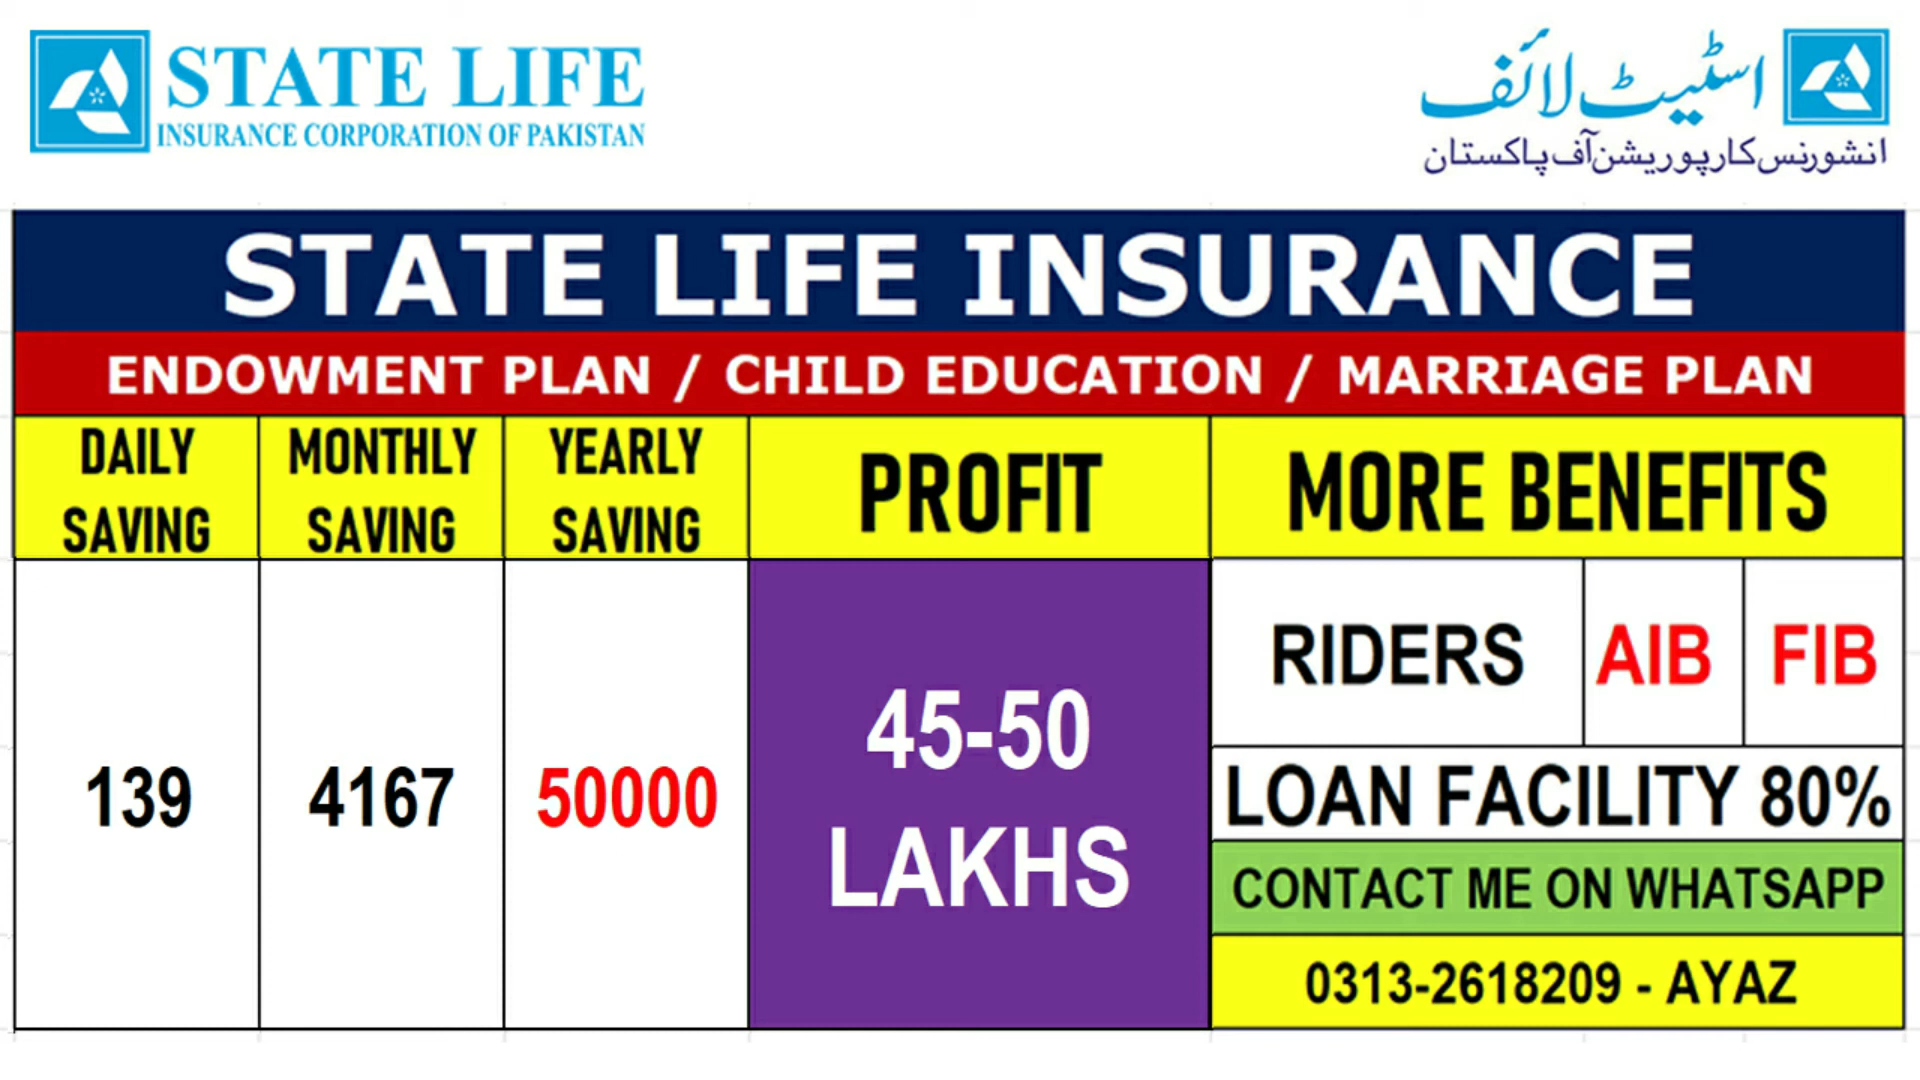 STATE LIFE
INSURANCE CORPORATION OF PAKISTAN
اسٹیٹ لائف
انشورنس کارپوریشن آف پاکستان
STATE LIFE INSURANCE
ENDOWMENT PLAN / CHILD EDUCATION / MARRIAGE PLAN
DAILY
SAVING
MONTHLY
SAVING
YEARLY
SAVING
PROFIT
MORE BENEFITS
139
4167
50000
45-50
LAKHS
RIDERS
AIB
FIB
LOAN FACILITY 80%
CONTACT ME ON WHATSAPP
0313-2618209 - AYAZ